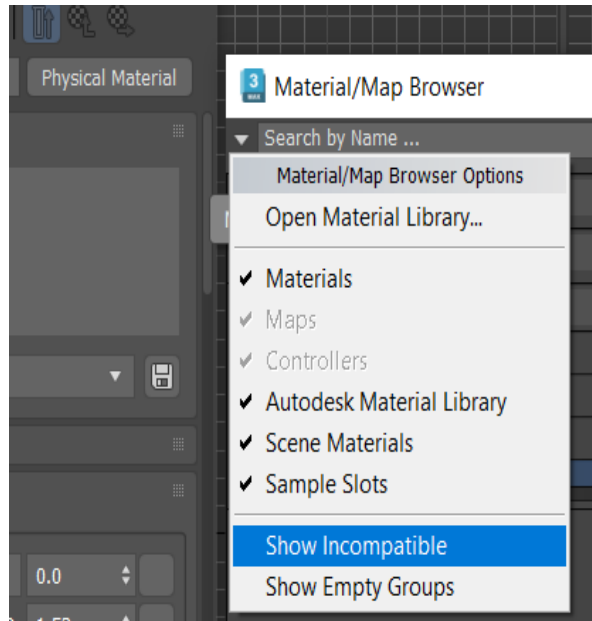 Physical Material
3
Material/Map Browser
Search by Name ...
Material/Map Browser Options
Open Material Library...
Materials
Maps
Controllers
Autodesk Material Library
Scene Materials
Sample Slots
Show Incompatible
0.0
Show Empty Groups